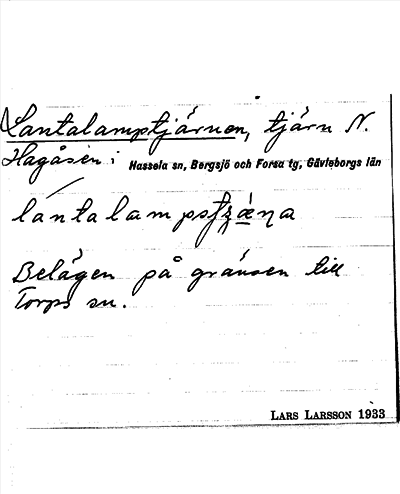 Lantalamptjärnen, tjärn N.
Hagåsen i Hassela sn, Bergsjö och Forsa tg, Gävleborgs län
Belägen på gränsen till
Torps sn.
LARS LARSSON 1933